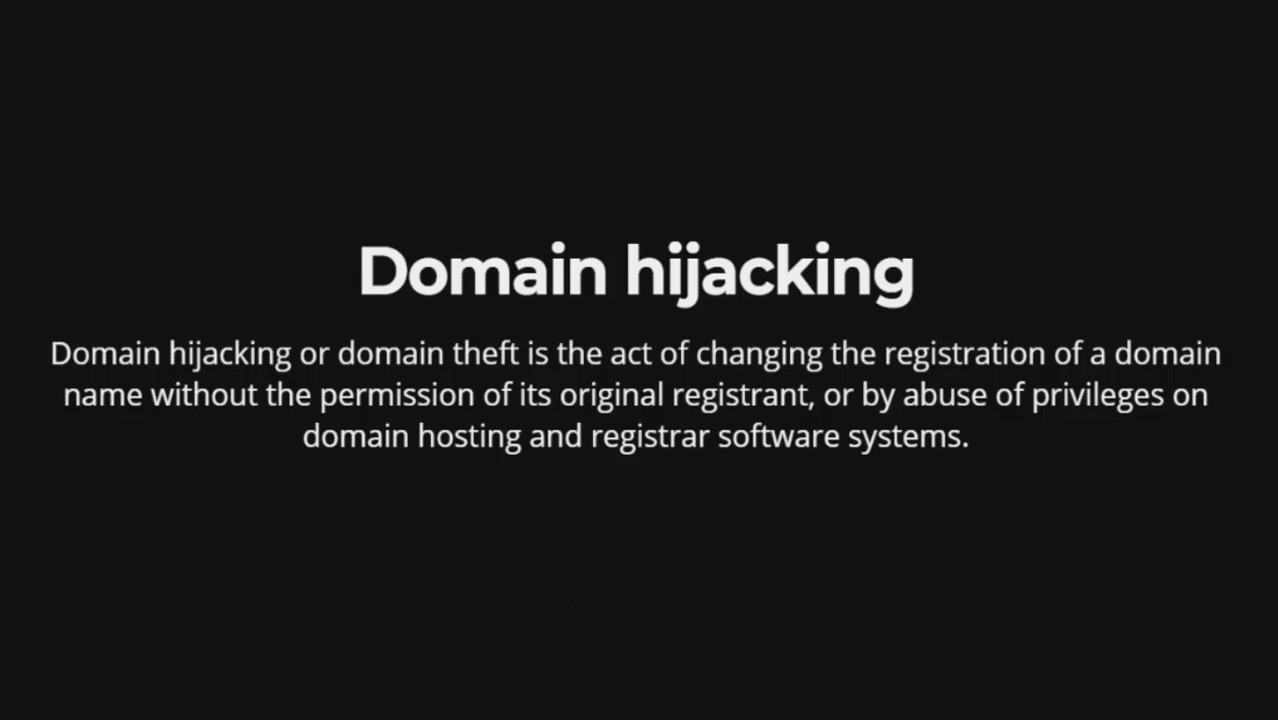 Domain hijacking
Domain hijacking or domain theft is the act of changing the registration of a domain
name without the permission of its original registrant, or by abuse of privileges on
domain hosting and registrar software systems.